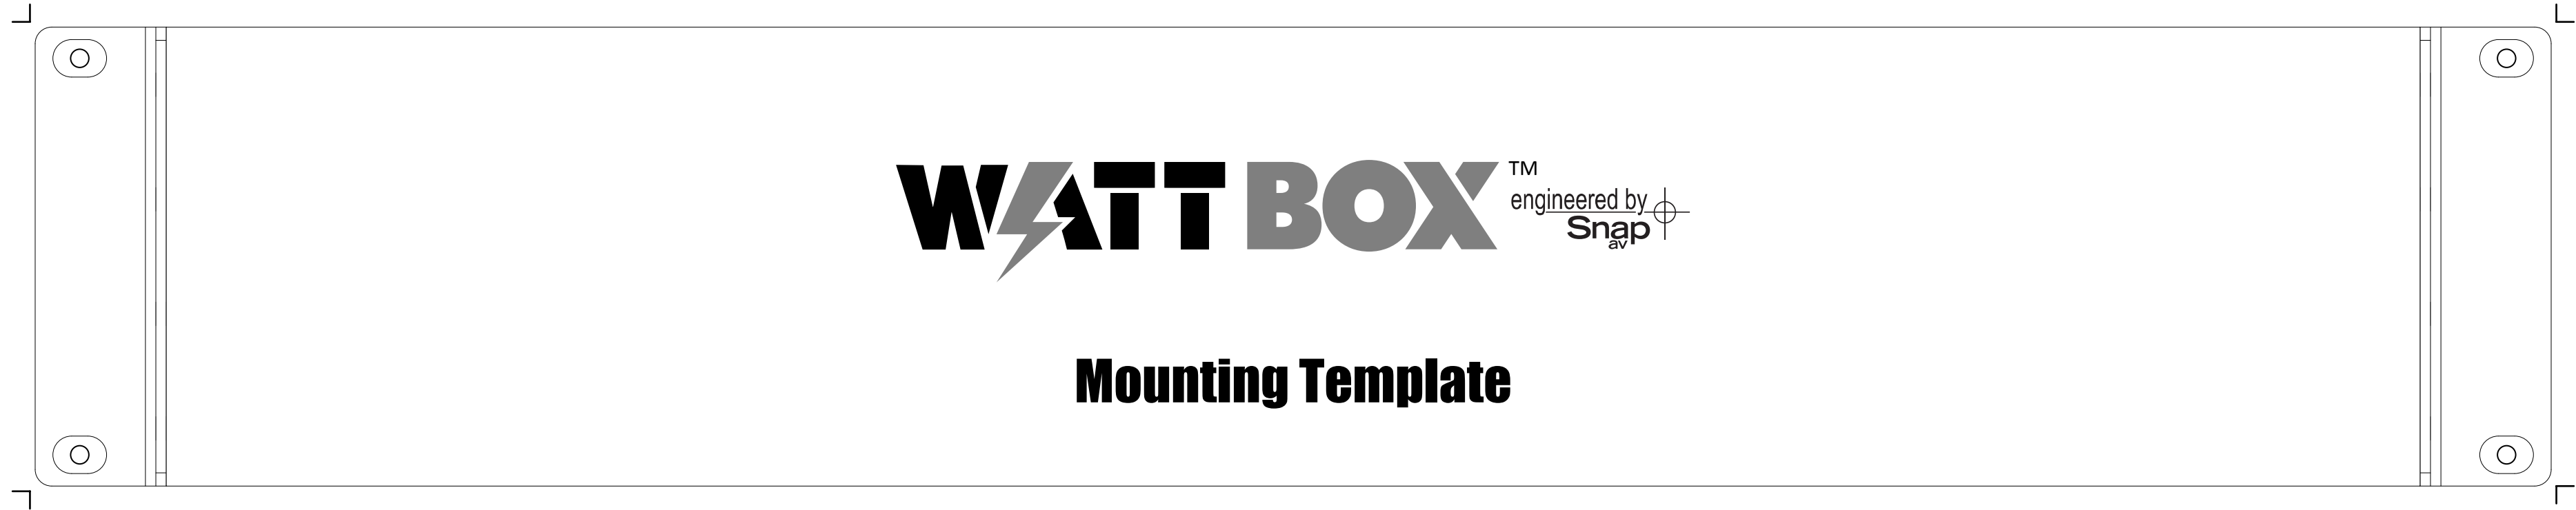 WATTBOX™
engineered by
Snap
av
Mounting Template